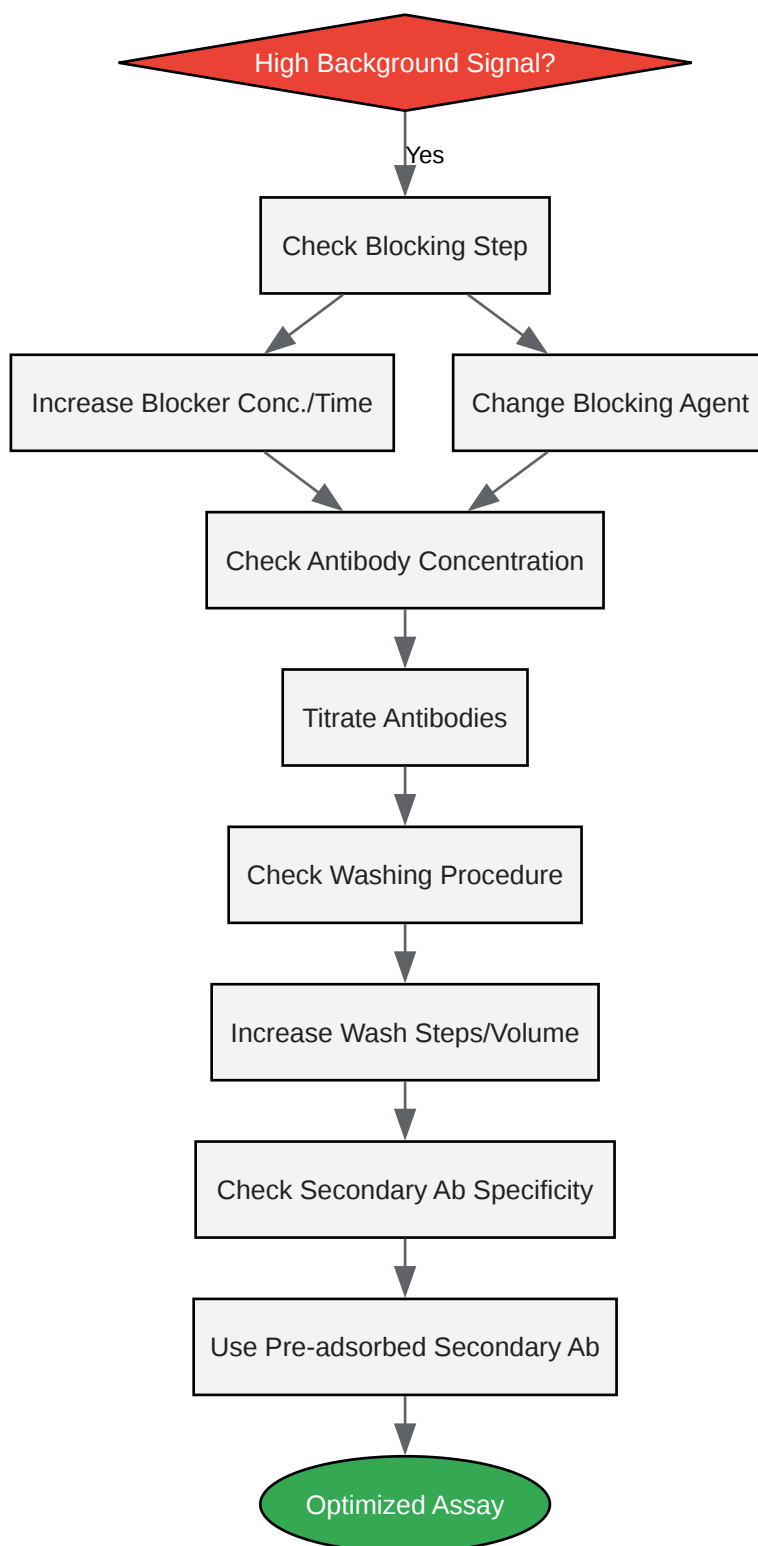 High Background Signal?
Yes
Check Blocking Step
Increase Blocker Conc./Time
Change Blocking Agent
Check Antibody Concentration
Titrate Antibodies
Check Washing Procedure
Increase Wash Steps/Volume
Check Secondary Ab Specificity
Use Pre-adsorbed Secondary Ab
Optimized Assay